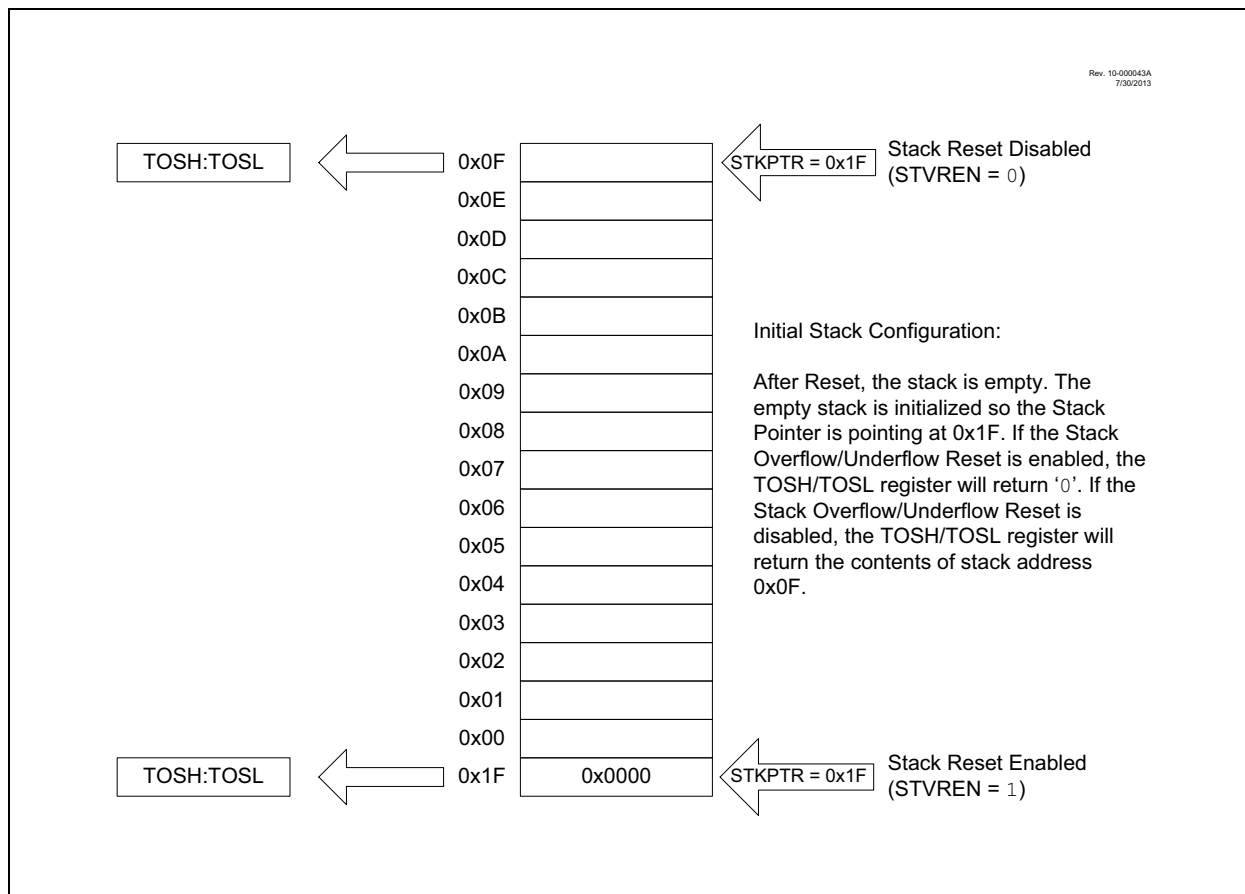 Rev. 10-000043A
7/30/2013
TOSH:TOSL
0x0F
STKPTR = 0x1F
Stack Reset Disabled
(STVREN = 0)
0x0E
0x0D
0x0C
0x0B
0x0A
0x09
0x08
0x07
0x06
0x05
0x04
0x03
0x02
0x01
0x00
Initial Stack Configuration:
After Reset, the stack is empty. The
empty stack is initialized so the Stack
Pointer is pointing at 0x1F. If the Stack
Overflow/Underflow Reset is enabled, the
TOSH/TOSL register will return ‘0’. If the
Stack Overflow/Underflow Reset is
disabled, the TOSH/TOSL register will
return the contents of stack address
0x0F.
TOSH:TOSL
0x1F
0x0000
STKPTR = 0x1F
Stack Reset Enabled
(STVREN = 1)